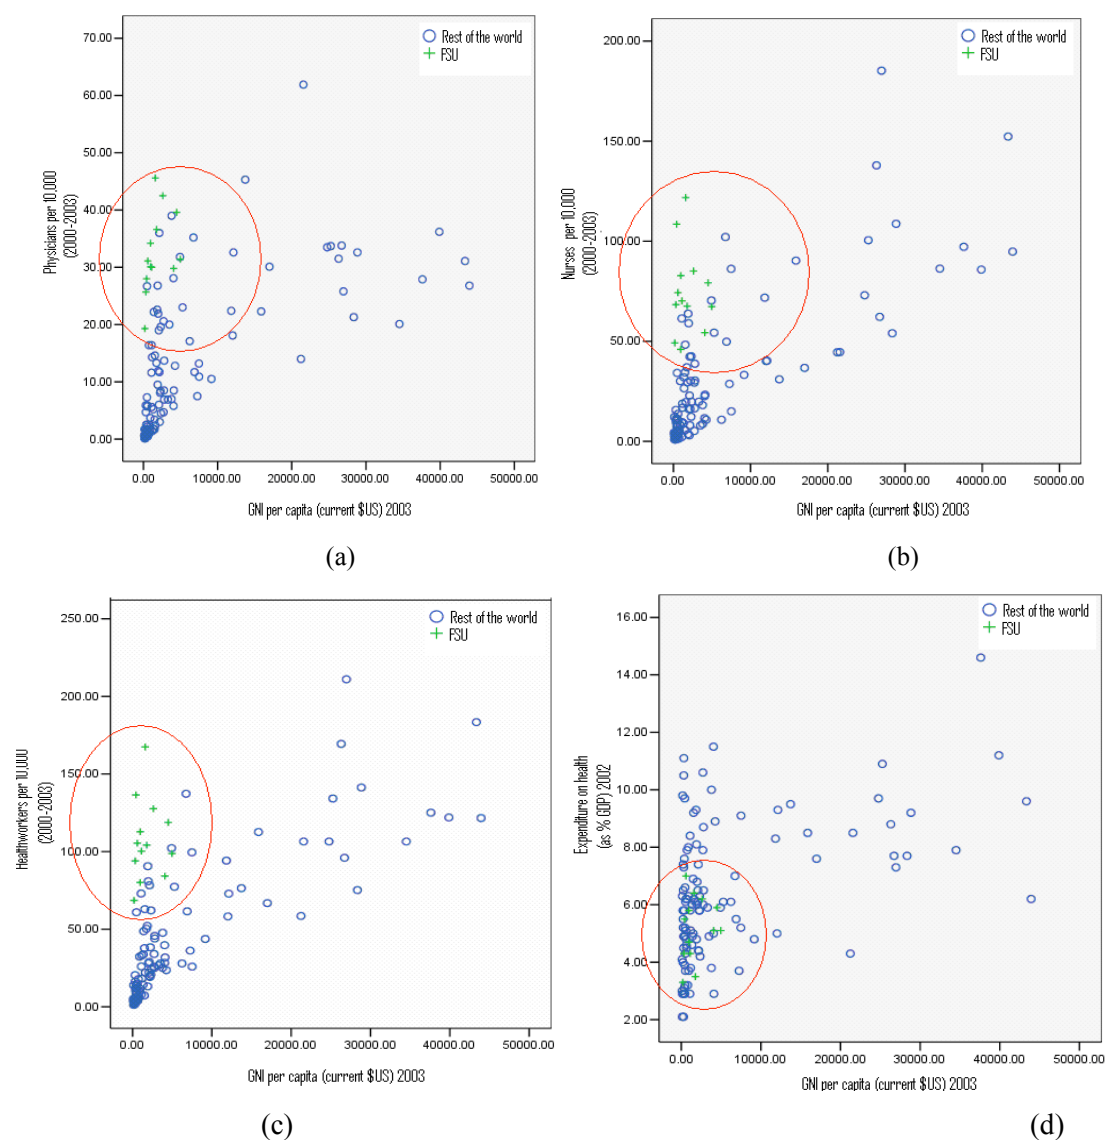 Rest of the world
FSU
70.00
60.00
50.00
40.00
30.00
20.00
10.00
0.00
Physicians per 10,000
(2000-2003)
0.00 10000.00 20000.00 30000.00 40000.00 50000.00
GNI per capita (current $US) 2003
(a)
Rest of the world
FSU
200.00
150.00
100.00
50.00
0.00
Nurses per 10,000
(2000-2003)
0.00 10000.00 20000.00 30000.00 40000.00 50000.00
GNI per capita (current $US) 2003
(b)
Rest of the world
FSU
250.00
200.00
150.00
100.00
50.00
0.00
Healthworkers per 10,000
(2000-2003)
0.00 10000.00 20000.00 30000.00 40000.00 50000.00
GNI per capita (current $US) 2003
(c)
Rest of the world
FSU
16.00
14.00
12.00
10.00
8.00
6.00
4.00
2.00
Expenditure on health
(as % GDP) 2002
0.00 10000.00 20000.00 30000.00 40000.00 50000.00
GNI per capita (current $US) 2003
(d)